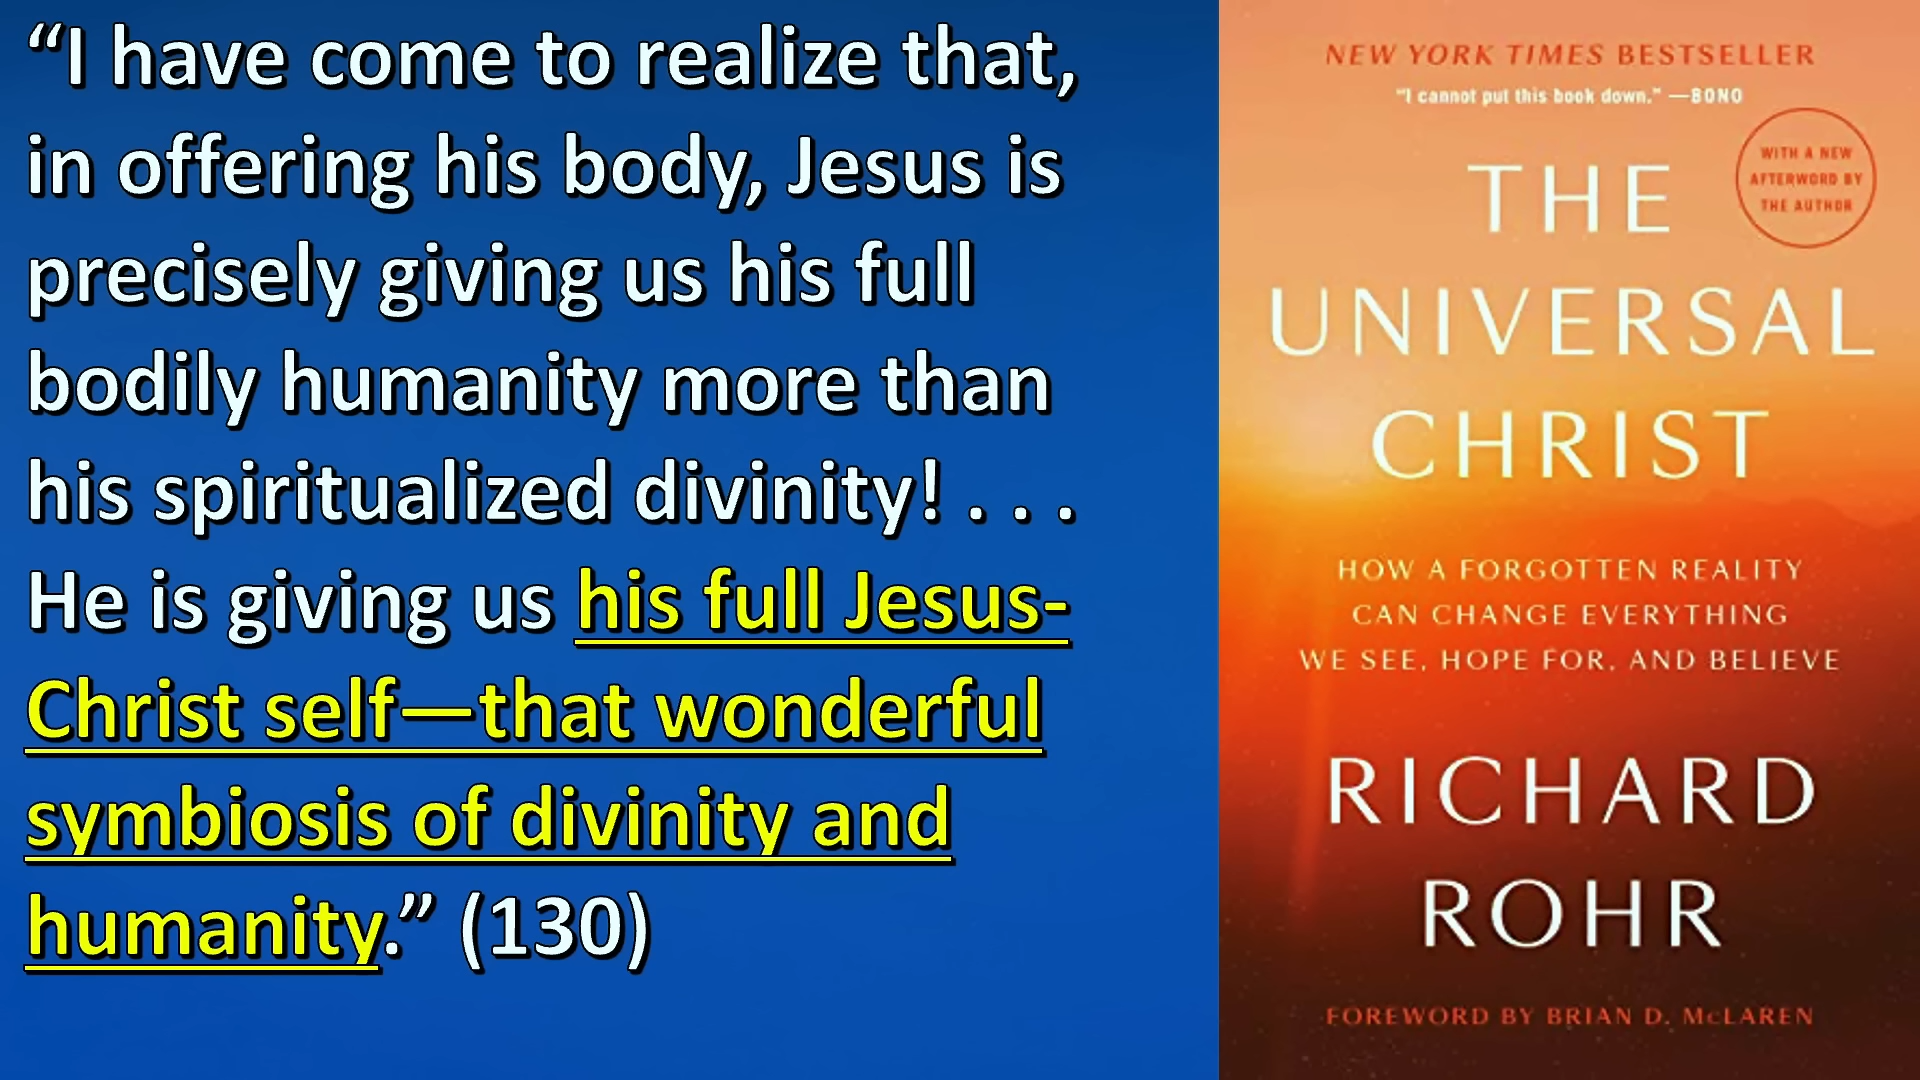 “I have come to realize that,
in offering his body, Jesus is
precisely giving us his full
bodily humanity more than
his spiritualized divinity! . . .
He is giving us his full Jesus-
Christ self—that wonderful
symbiosis of divinity and
humanity.” (130)
NEW YORK TIMES BESTSELLER
"I cannot put this book down." —BONO
WITH A NEW
AFTERWORD BY
THE AUTHOR
THE
UNIVERSAL
CHRIST
HOW A FORGOTTEN REALITY
CAN CHANGE EVERYTHING
WE SEE, HOPE FOR, AND BELIEVE
RICHARD
ROHR
FOREWORD BY BRIAN D. McLAREN